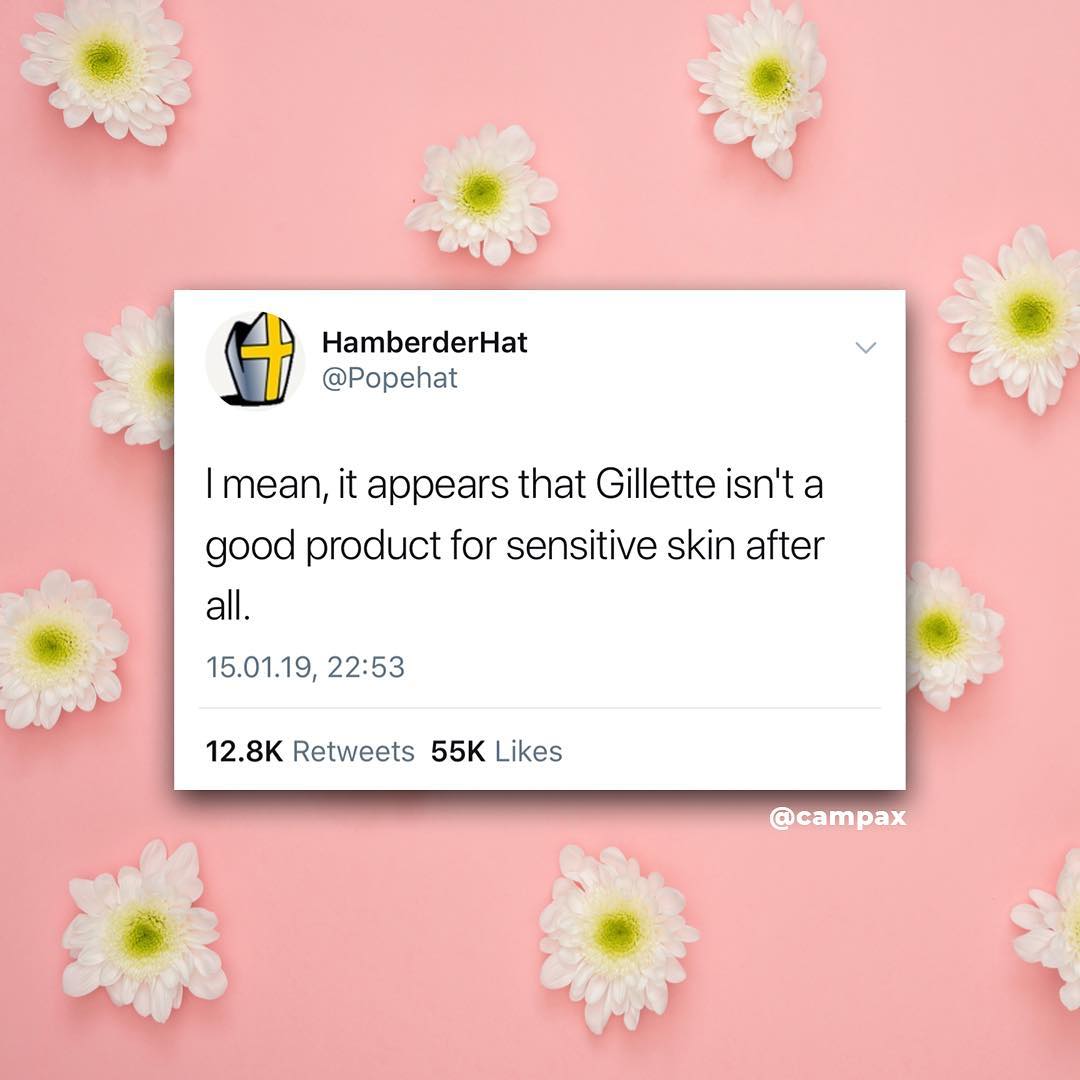 HamberderHat
@Popehat
I mean, it appears that Gillette isn't a
good product for sensitive skin after
all.
15.01.19, 22:53
12.8K Retweets 55K Likes
@campax